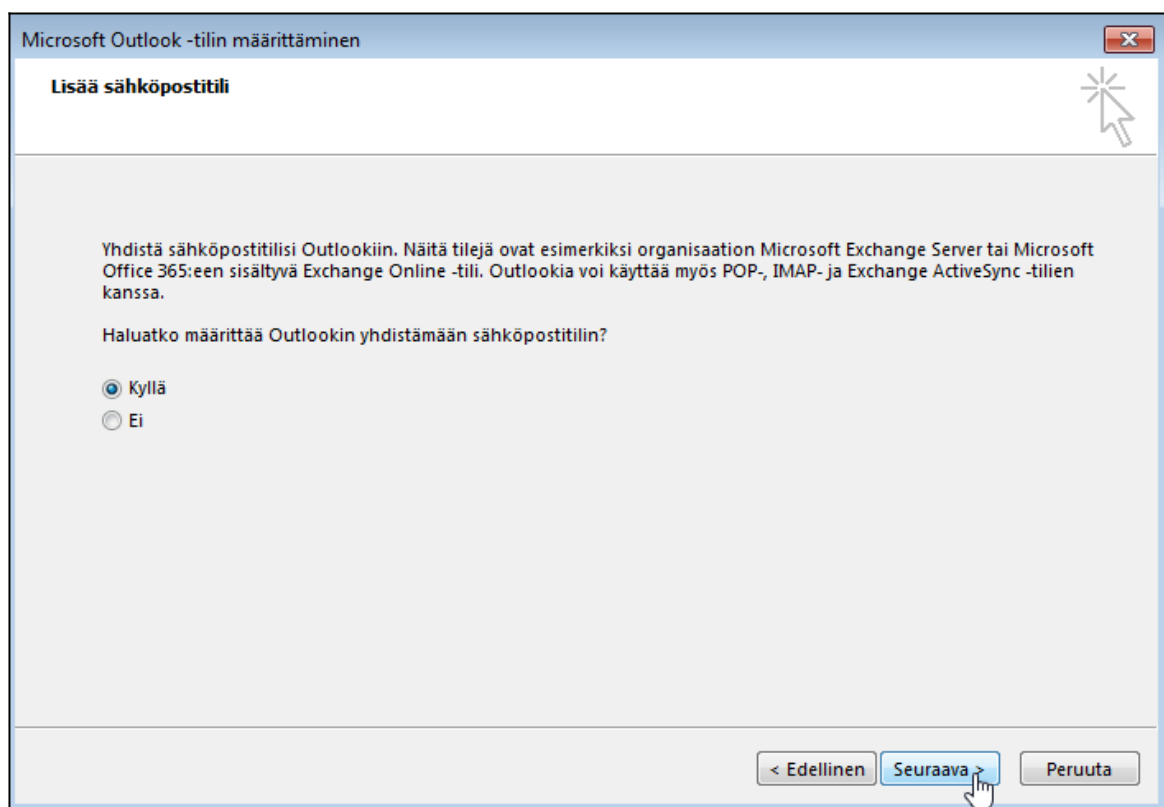 Microsoft Outlook -tilin määrittäminen
Lisää sähköpostitili
Yhdistä sähköpostitilisi Outlookiin. Näitä tilejä ovat esimerkiksi organisaation Microsoft Exchange Server tai Microsoft
Office 365:een sisältyvä Exchange Online -tili. Outlookia voi käyttää myös POP-, IMAP- ja Exchange ActiveSync -tilien
kanssa.
Haluatko määrittää Outlookin yhdistämään sähköpostitilin?
Kyllä
Ei
< Edellinen Seuraava > Peruuta